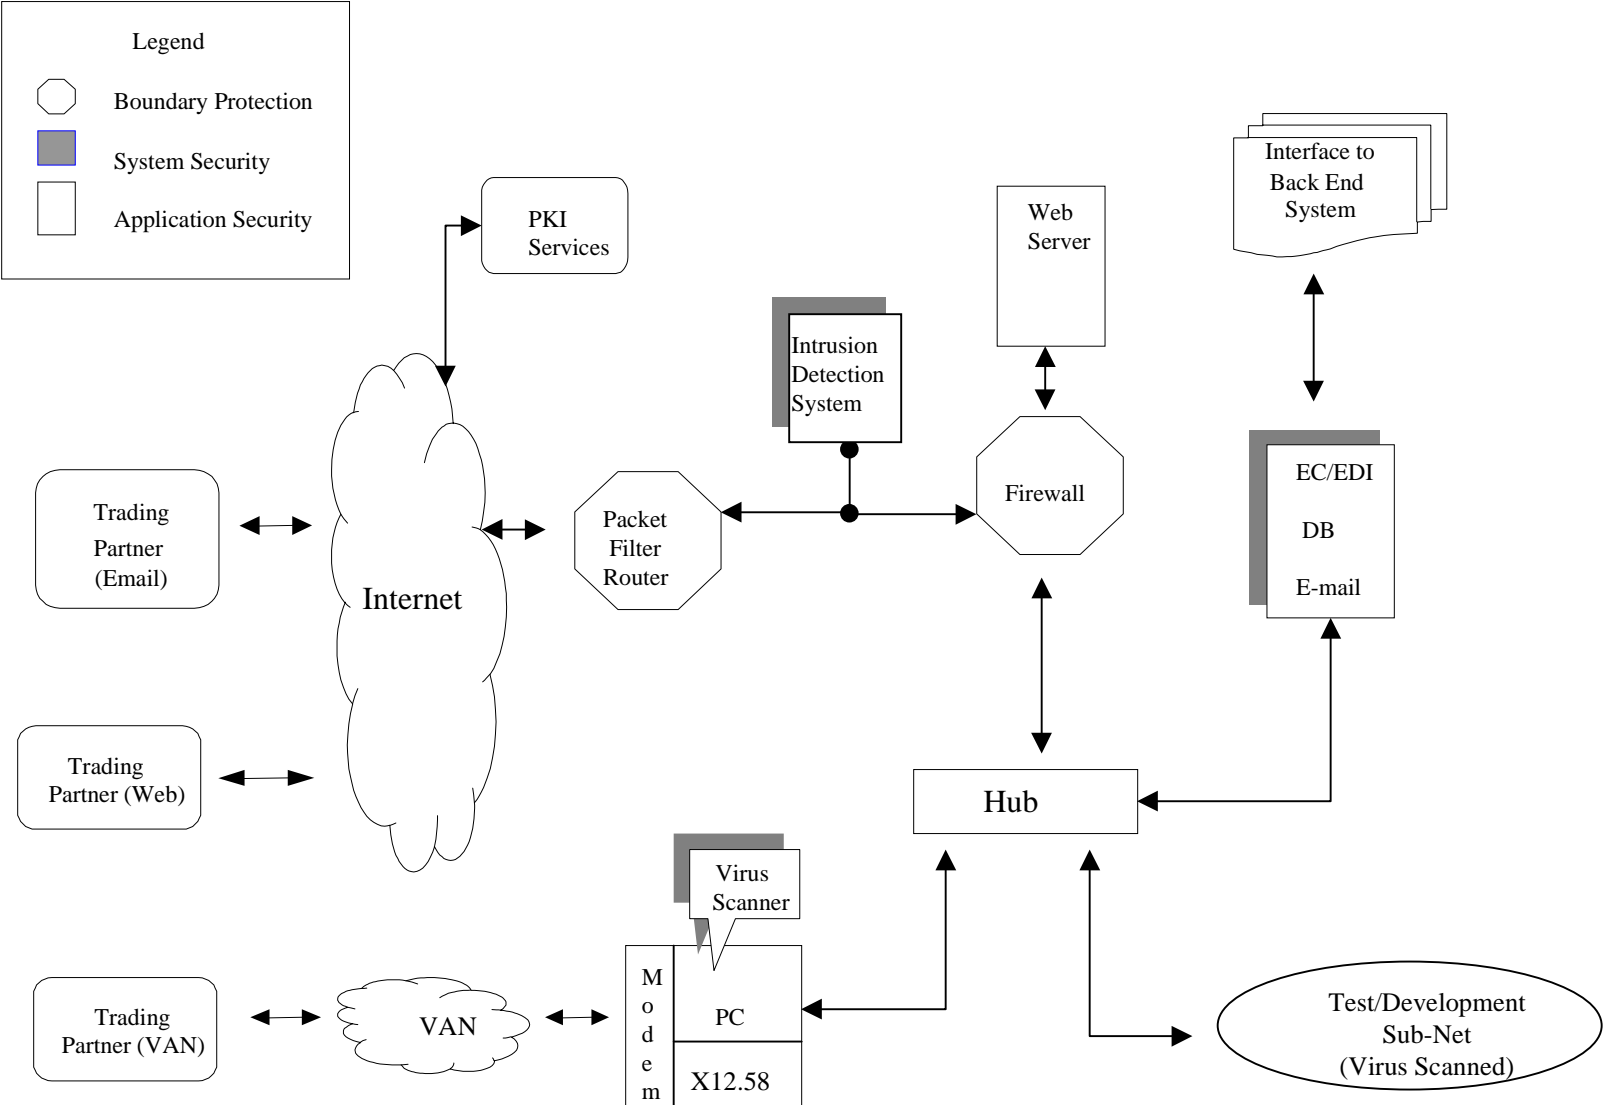 Legend
Boundary Protection
System Security
Application Security
PKI
Services
Web
Server
Interface to
Back End
System
Intrusion
Detection
System
Firewall
EC/EDI
DB
E-mail
Packet
Filter
Router
Trading
Partner
(Email)
Internet
Trading
Partner (Web)
Hub
Virus
Scanner
Trading
Partner (VAN)
VAN
M
o
d
e
m
PC
X12.58
Test/Development
Sub-Net
(Virus Scanned)